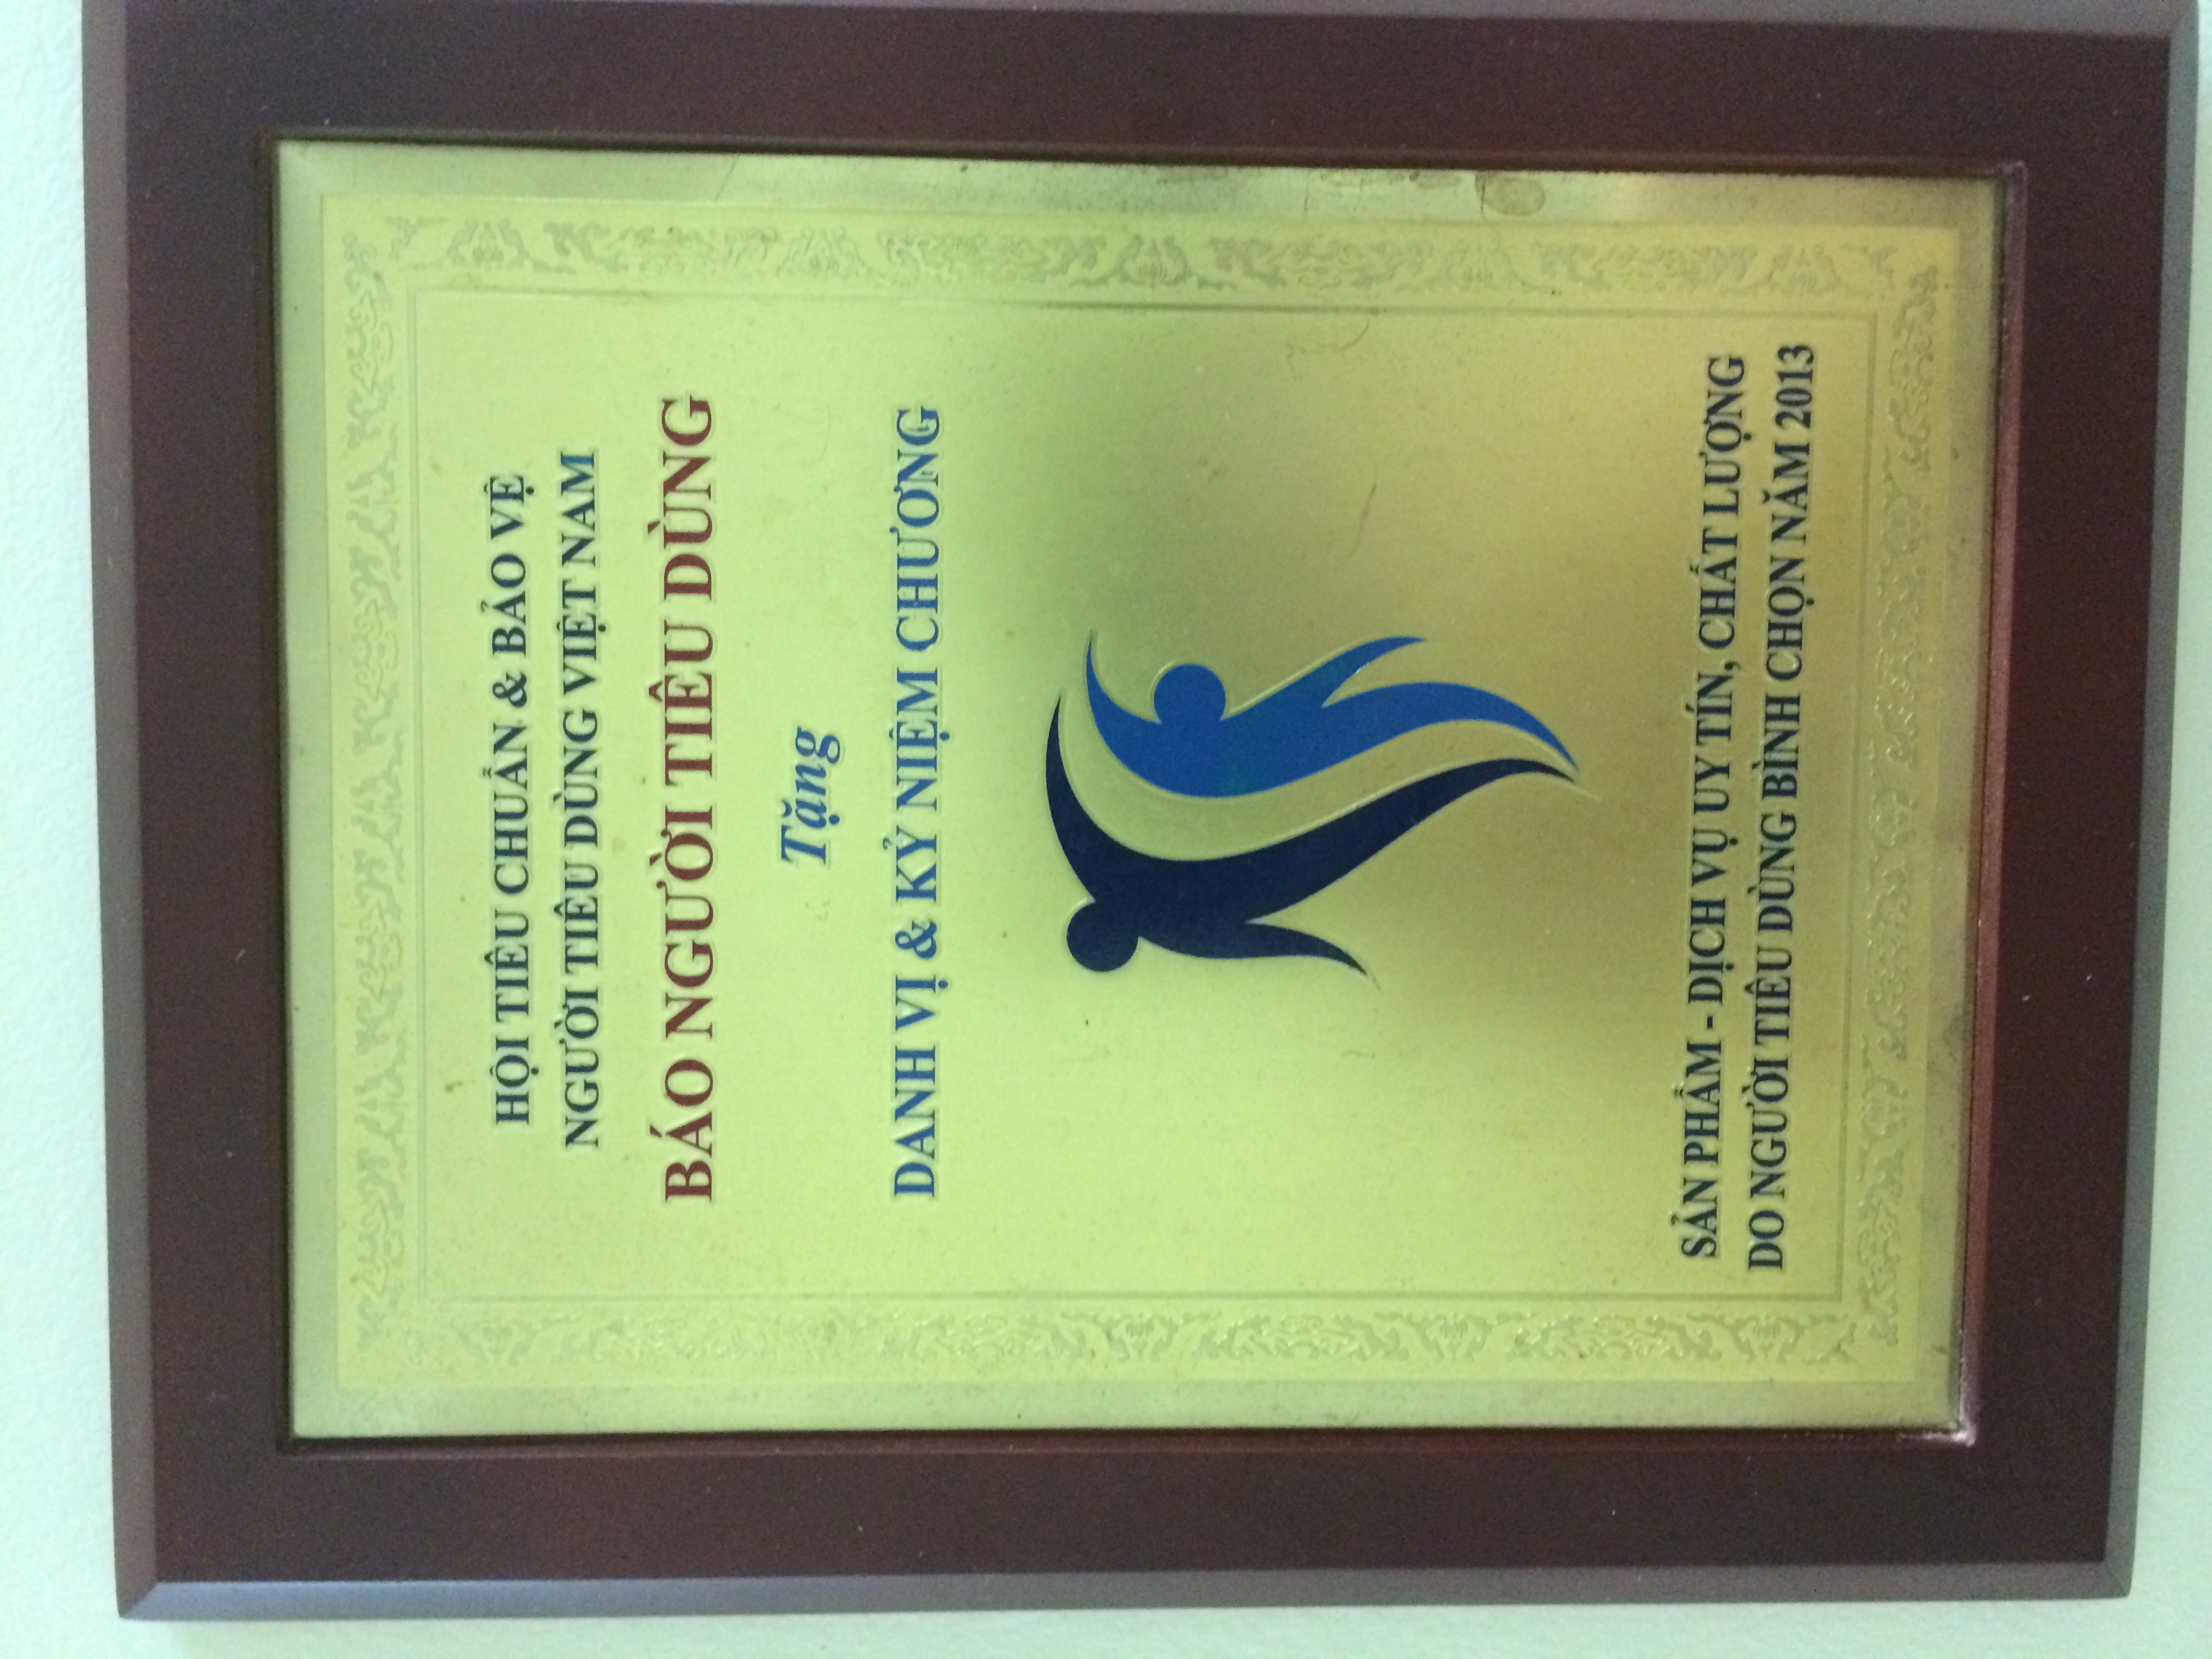 HỘI TIÊU CHUẨN & BẢO VỆ
NGƯỜI TIÊU DÙNG VIỆT NAM
BÁO NGƯỜI TIÊU DÙNG
Tặng
DANH VỊ & KỶ NIỆM CHƯƠNG
SẢN PHẨM - DỊCH VỤ UY TÍN, CHẤT LƯỢNG
DO NGƯỜI TIÊU DÙNG BÌNH CHỌN NĂM 2013